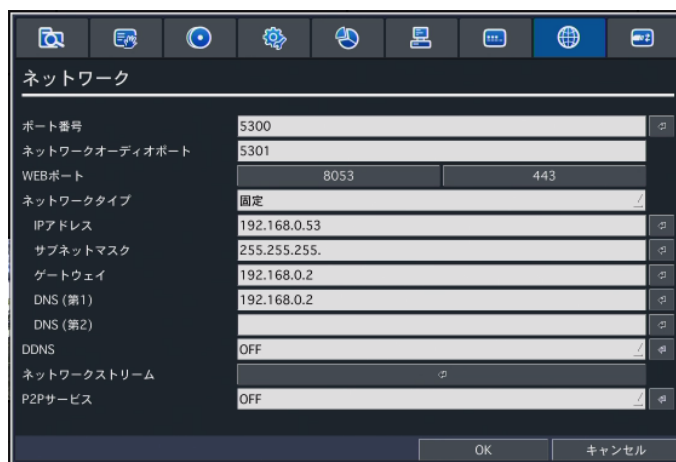 ネットワーク
ポート番号 5300
ネットワークオーディオポート 5301
WEBポート 8053 443
ネットワークタイプ 固定
IPアドレス 192.168.0.53
サブネットマスク 255.255.255.
ゲートウェイ 192.168.0.2
DNS (第1) 192.168.0.2
DNS (第2)
DDNS OFF
ネットワークストリーム
P2Pサービス OFF
OK キャンセル